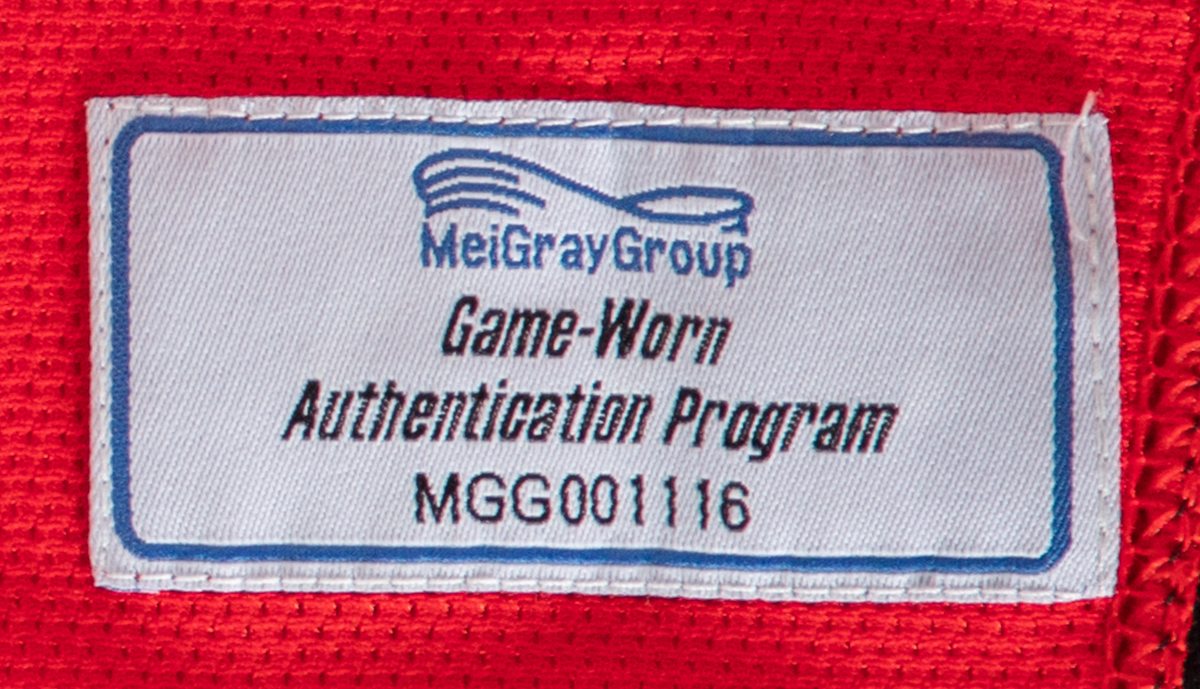 MeiGrayGroup
Game-Worn
Authentication Program
MGG001116